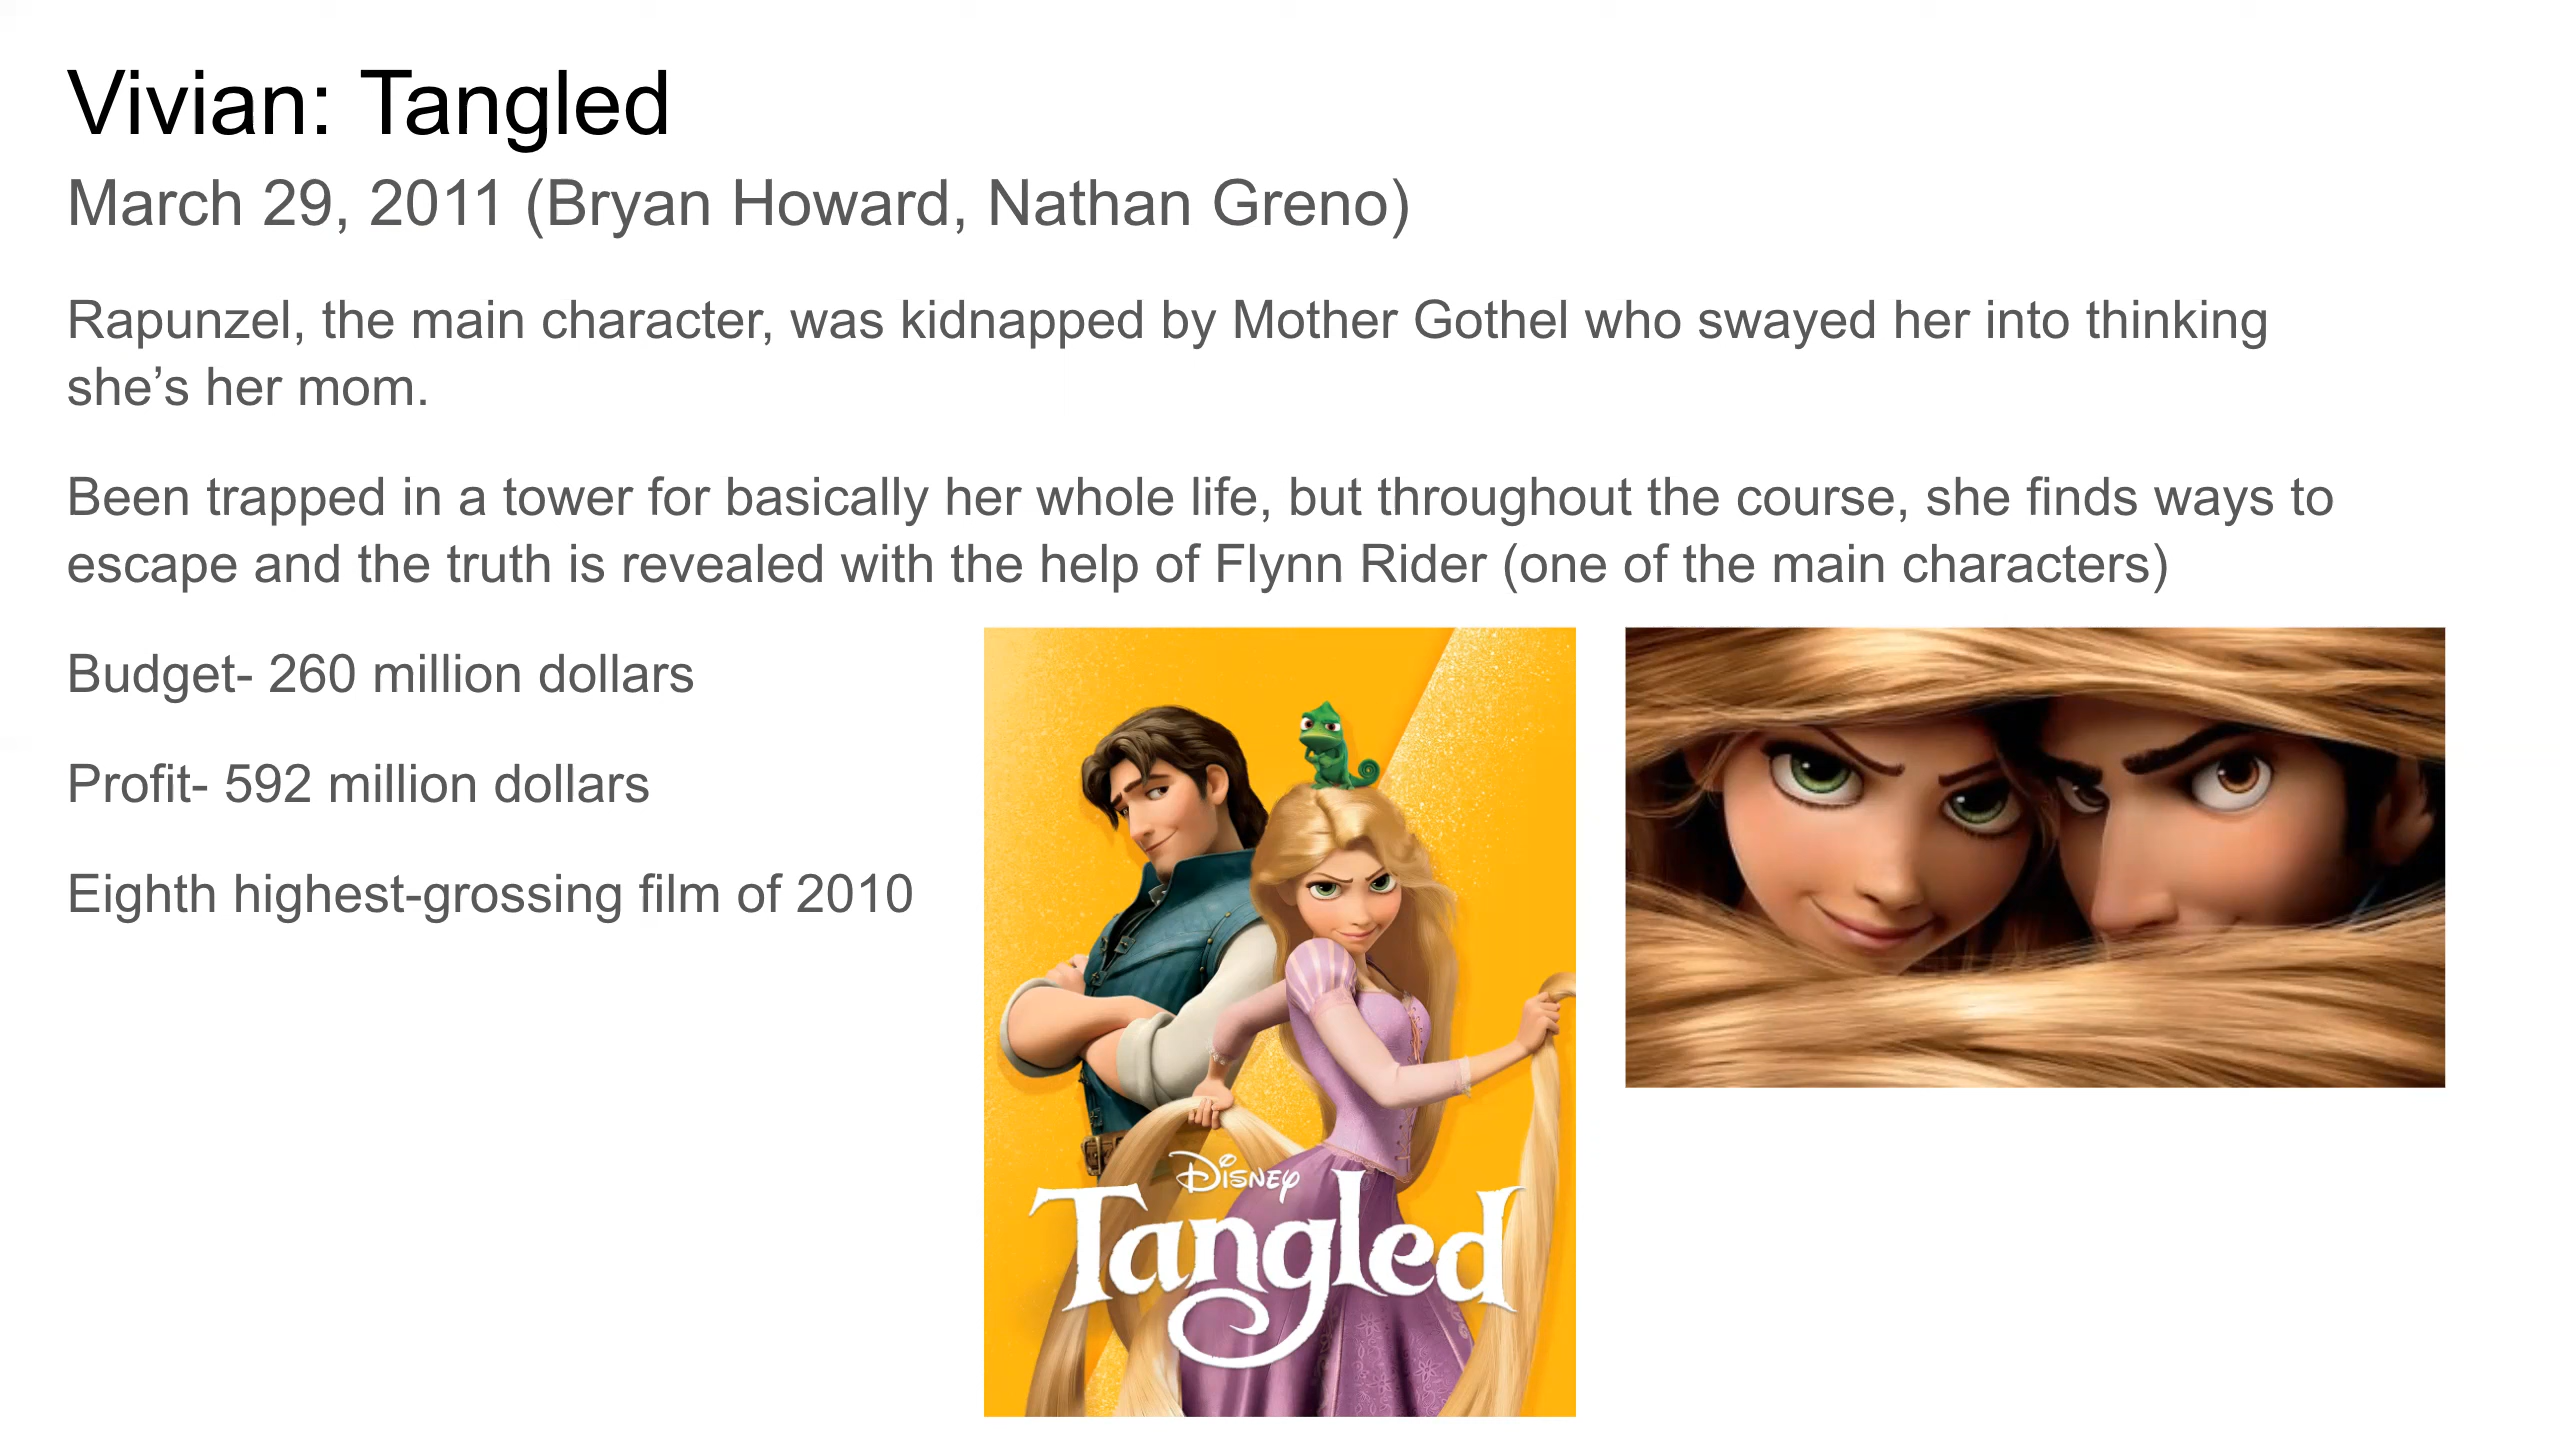 Vivian: Tangled
March 29, 2011 (Bryan Howard, Nathan Greno)
Rapunzel, the main character, was kidnapped by Mother Gothel who swayed her into thinking
she’s her mom.
Been trapped in a tower for basically her whole life, but throughout the course, she finds ways to
escape and the truth is revealed with the help of Flynn Rider (one of the main characters)
Budget- 260 million dollars
Profit- 592 million dollars
Eighth highest-grossing film of 2010
Disney
Tangled